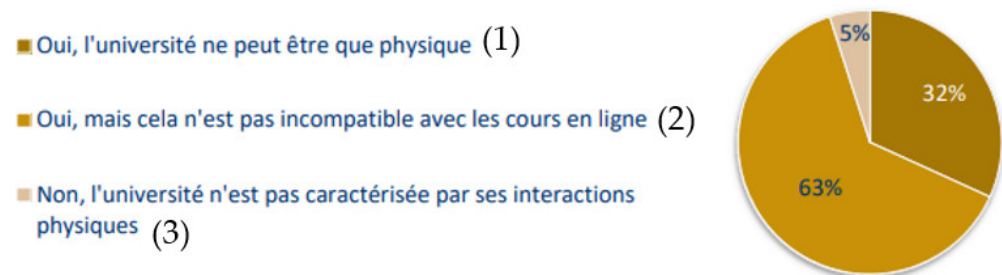 Oui, l'université ne peut être que physique (1)
5%
32%
Oui, mais cela n'est pas incompatible avec les cours en ligne (2)
63%
Non, l'université n'est pas caractérisée par ses interactions
physiques (3)